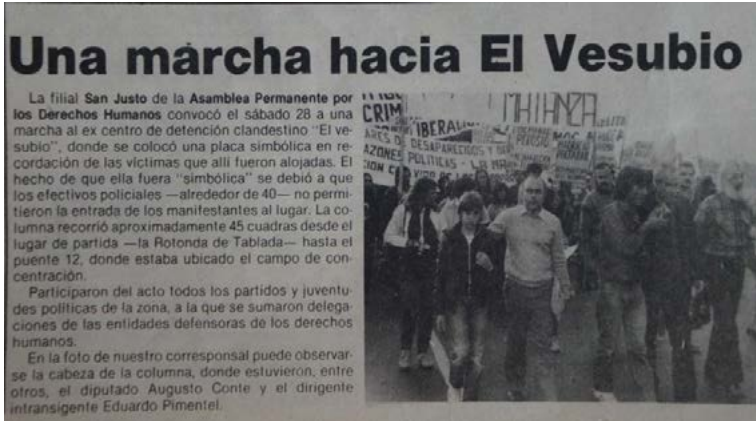 Una marcha hacia El Vesubio
La filial San Justo de la Asamblea Permanente por
los Derechos Humanos convocó el sábado 28 a una
marcha al ex centro de detención clandestino "El ve-
subio", donde se colocó una placa simbólica en re-
cordación de las víctimas que allí fueron alojadas. El
hecho de que ella fuera "simbólica" se debió a que
los efectivos policiales —alrededor de 40— no permi-
tieron la entrada de los manifestantes al lugar. La co-
lumna recorrió aproximadamente 45 cuadras desde el
lugar de partida —la Rotonda de Tablada— hasta el
puente 12, donde estaba ubicado el campo de con-
centración.
Participaron del acto todos los partidos y juventu-
des políticas de la zona, a la que se sumaron delega-
ciones de las entidades defensoras de los derechos
humanos.
En la foto de nuestro corresponsal puede observar-
se la cabeza de la columna, donde estuvieron, entre
otros, el diputado Augusto Conte y el dirigente
intransigente Eduardo Pimentel.
MATANZA
CRIM
LIBERA
ARES DE DESAPARECIDOS Y
AZONES POLITICAS - LA MA
CION CO